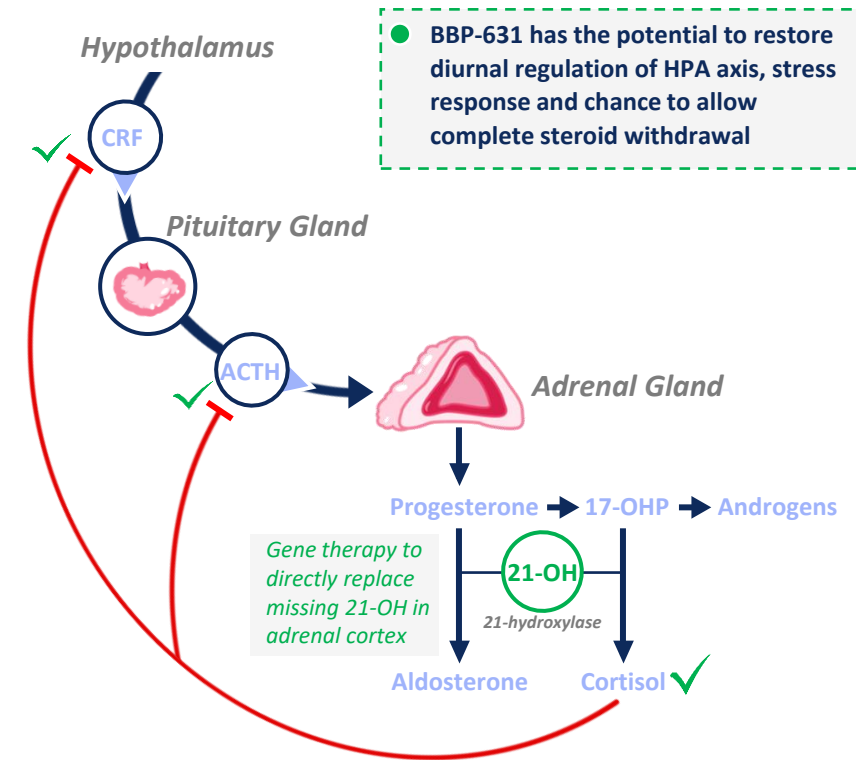 Hypothalamus
BBP-631 has the potential to restore
diurnal regulation of HPA axis, stress
response and chance to allow
complete steroid withdrawal
CRF
Pituitary Gland
ACTH
Adrenal Gland
Progesterone
17-OHP
Androgens
Gene therapy to
directly replace
missing 21-OH in
adrenal cortex
21-OH
21-hydroxylase
Aldosterone
Cortisol